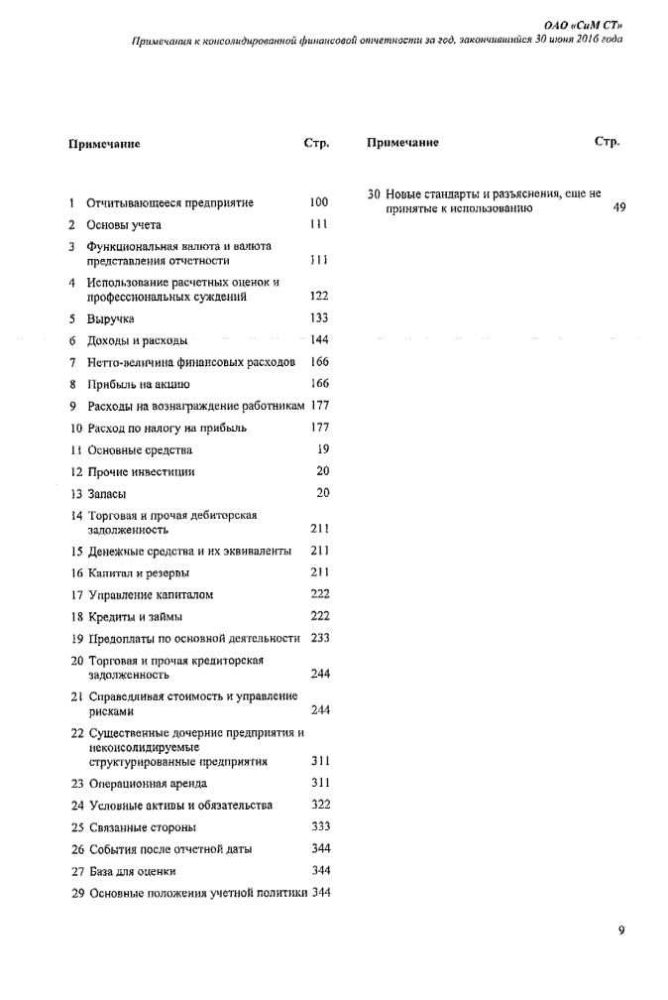 ОАО «СиМ СТ»
Примечания к консолидированной финансовой отчетности за год, закончившийся 30 июня 2016 года
Примечание Стр.
1 Отчитывающееся предприятие 100
2 Основы учета 111
3 Функциональная валюта и валюта
представления отчетности 111
4 Использование расчетных оценок и
профессиональных суждений 122
5 Выручка 133
6 Доходы и расходы 144
7 Нетто-величина финансовых расходов 166
8 Прибыль на акцию 166
9 Расходы на вознаграждение работникам 177
10 Расход по налогу на прибыль 177
11 Основные средства 19
12 Прочие инвестиции 20
13 Запасы 20
14 Торговая и прочая дебиторская
задолженность 211
15 Денежные средства и их эквиваленты 211
16 Капитал и резервы 211
17 Управление капиталом 222
18 Кредиты и займы 222
19 Предоплаты по основной деятельности 233
20 Торговая и прочая кредиторская
задолженность 244
21 Справедливая стоимость и управление
рисками 244
22 Существенные дочерние предприятия и
неконсолидируемые
структурированные предприятия 311
23 Операционная аренда 311
24 Условные активы и обязательства 322
25 Связанные стороны 333
26 События после отчетной даты 344
27 База для оценки 344
29 Основные положения учетной политики 344
Примечание Стр.
30 Новые стандарты и разъяснения, еще не
принятые к использованию 49
9